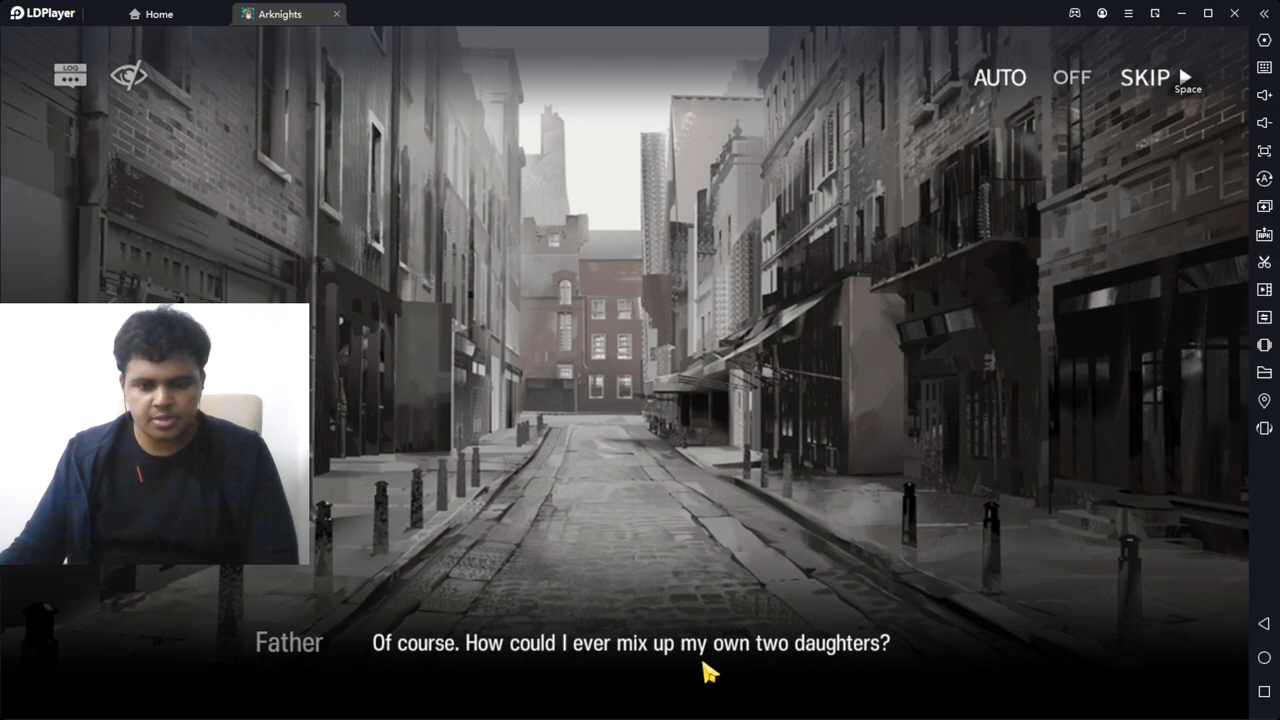 LDPlayer
Home
Arknights
LOG
AUTO
OFF
SKIP
Space
Father
Of course. How could I ever mix up my own two daughters?